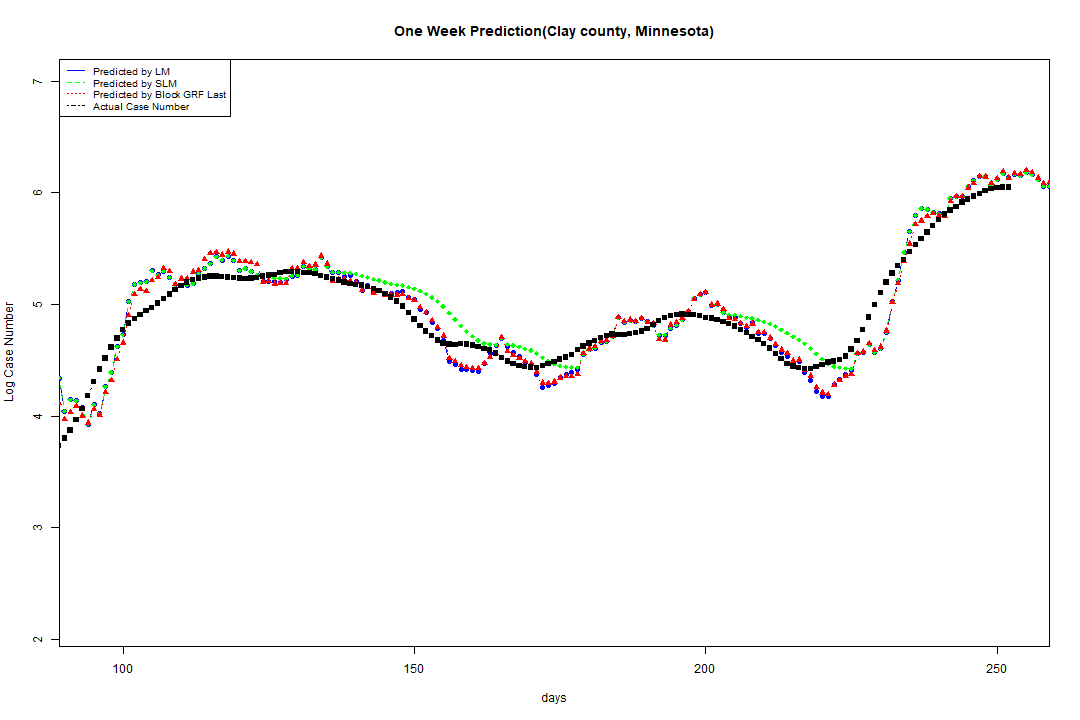 One Week Prediction(Clay county, Minnesota)
Predicted by LM
Predicted by SLM
Predicted by Block GRF Last
Actual Case Number
7
6
5
4
3
2
Log Case Number
100 150 200 250
days